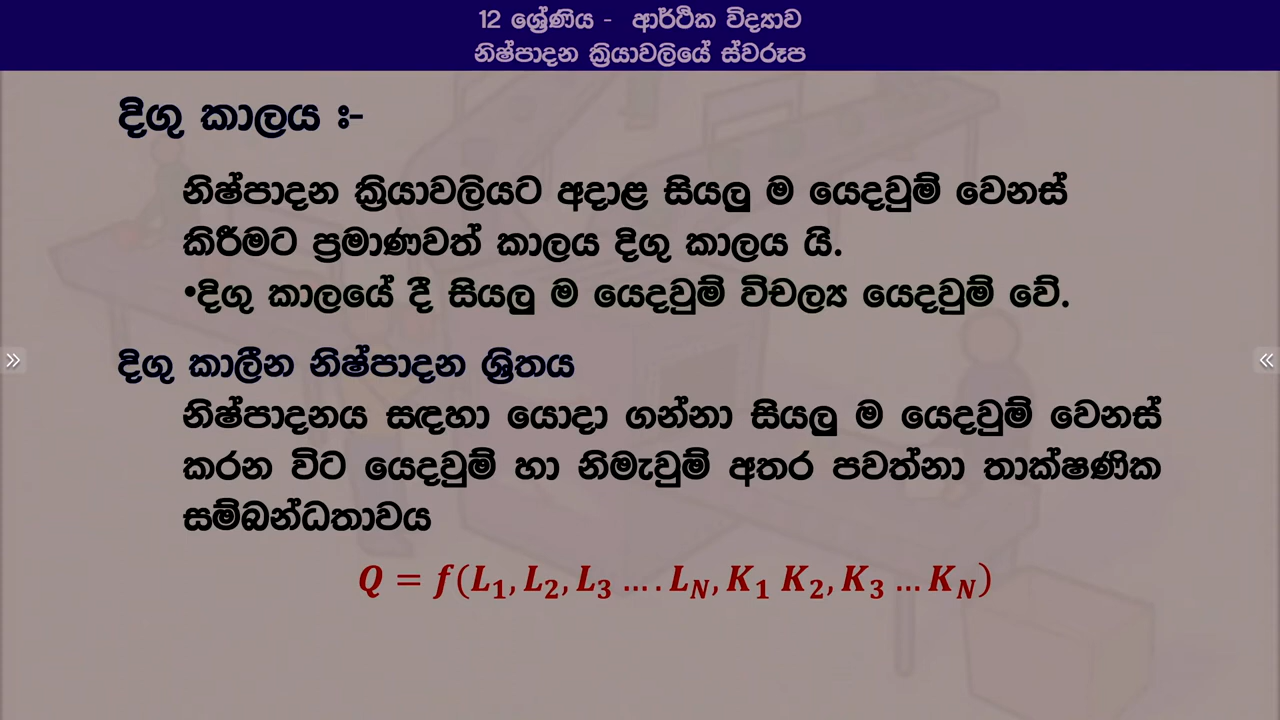 12 ශ්‍රේණිය - ආර්ථික විද්‍යාව
නිෂ්පාදන ක්‍රියාවලියේ ස්වරූප
දිගු කාලය ඃ-
නිෂ්පාදන ක්‍රියාවලියට අදාළ සියලු ම යෙදවුම් වෙනස්
කිරීමට ප්‍රමාණවත් කාලය දිගු කාලය යි.
•දිගු කාලයේ දී සියලු ම යෙදවුම් විචල්‍ය යෙදවුම් වේ.
දිගු කාලීන නිෂ්පාදන ශ්‍රිතය
නිෂ්පාදනය සඳහා යොදා ගන්නා සියලු ම යෙදවුම් වෙනස්
කරන විට යෙදවුම් හා නිමැවුම් අතර පවත්නා තාක්ෂණික
සම්බන්ධතාවය
Q = f(L₁, L₂, L₃ .... L_N, K₁ K₂, K₃ ... K_N)